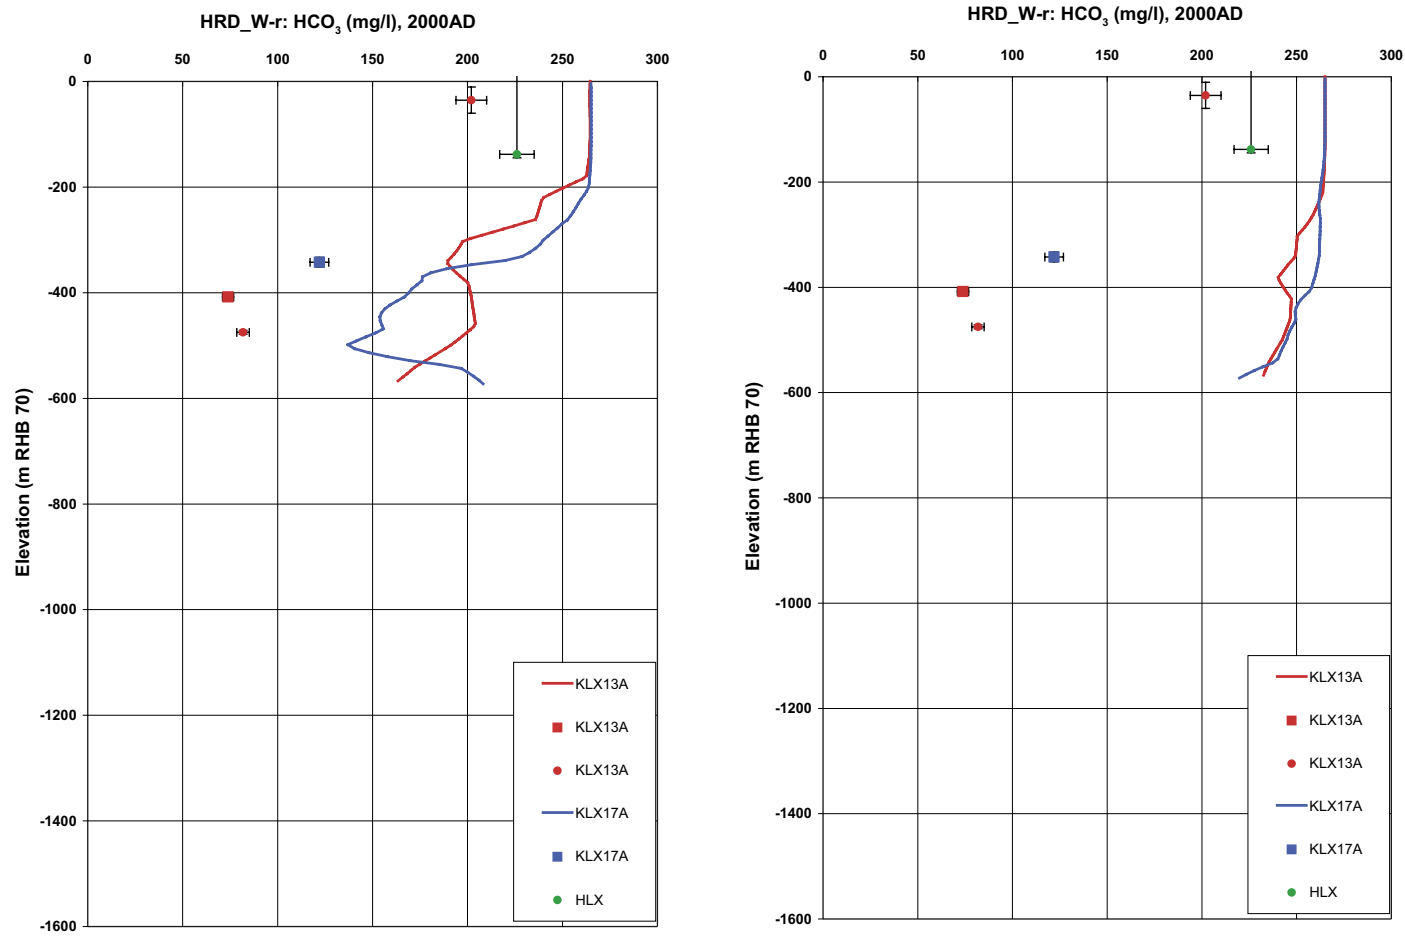 HRD_W-r: HCO₃ (mg/l), 2000AD
0 50 100 150 200 250 300
0
-200
-400
-600
-800
-1000
-1200
-1400
-1600
Elevation (m RHB 70)
KLX13A
KLX13A
KLX13A
KLX17A
KLX17A
HLX
HRD_W-r: HCO₃ (mg/l), 2000AD
0 50 100 150 200 250 300
0
-200
-400
-600
-800
-1000
-1200
-1400
-1600
Elevation (m RHB 70)
KLX13A
KLX13A
KLX13A
KLX17A
KLX17A
HLX